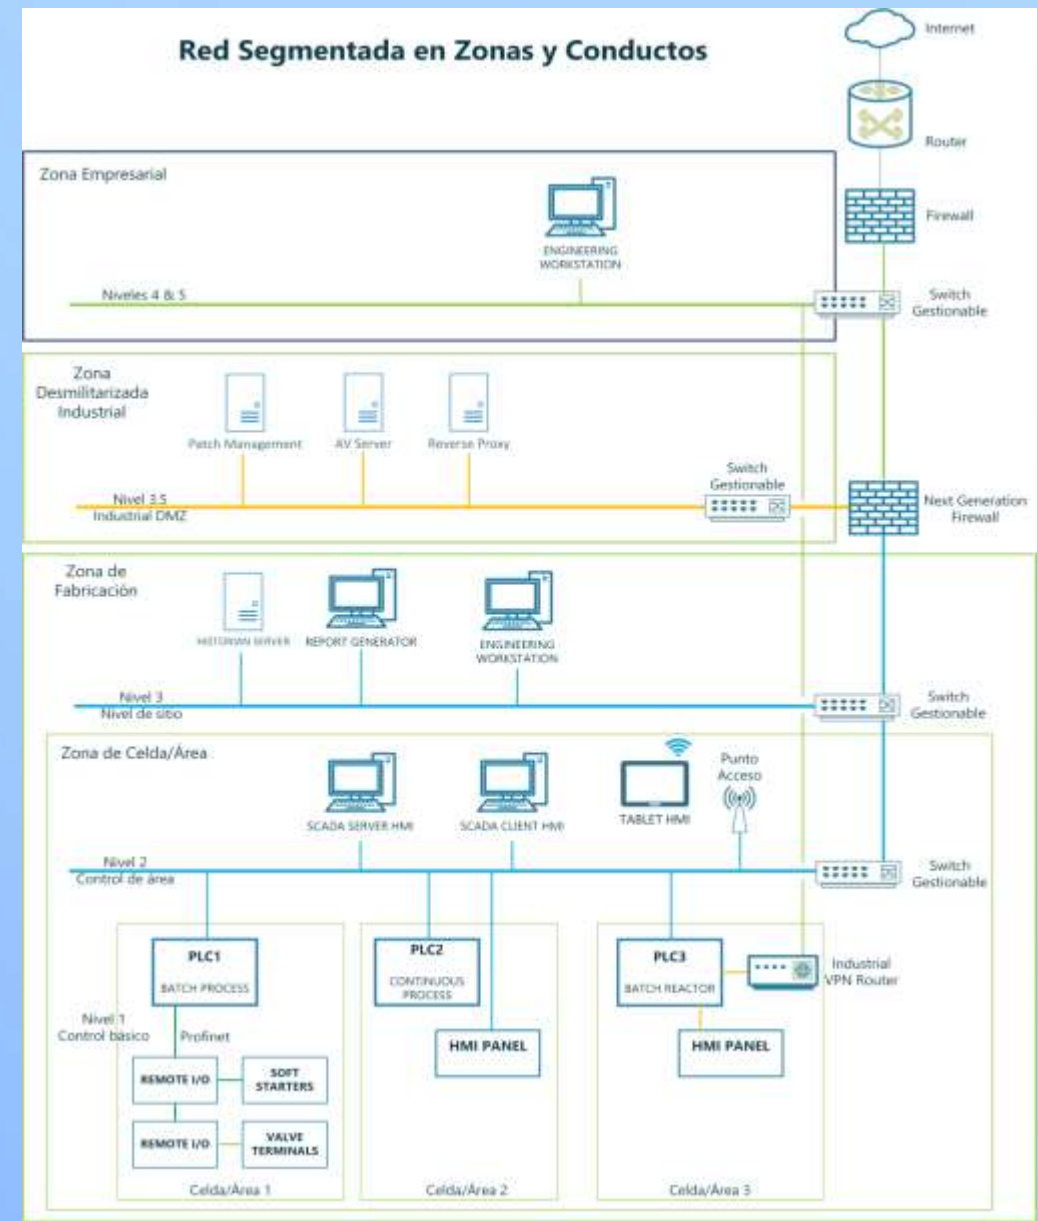 Red Segmentada en Zonas y Conductos
Internet
Router
Firewall
Zona Empresarial
ENGINEERING
WORKSTATION
Niveles 4 & 5
Switch
Gestionable
Zona
Desmilitarizada
Industrial
Patch Management
AV Server
Reverse Proxy
Switch
Gestionable
Nivel 3.5
Industrial DMZ
Next Generation
Firewall
Zona de
Fabricación
HISTORIAN SERVER
REPORT GENERATOR
ENGINEERING
WORKSTATION
Nivel 3
Nivel de sitio
Switch
Gestionable
Zona de Celda/Área
SCADA SERVER HMI
SCADA CLIENT HMI
TABLET HMI
Punto
Acceso
Nivel 2
Control de área
Switch
Gestionable
PLC1
BATCH PROCESS
PLC2
CONTINUOUS
PROCESS
PLC3
BATCH REACTOR
Industrial
VPN Router
Nivel 1
Control básico
Profinet
HMI PANEL
HMI PANEL
REMOTE I/O
SOFT
STARTERS
REMOTE I/O
VALVE
TERMINALS
Celda/Área 1
Celda/Área 2
Celda/Área 3